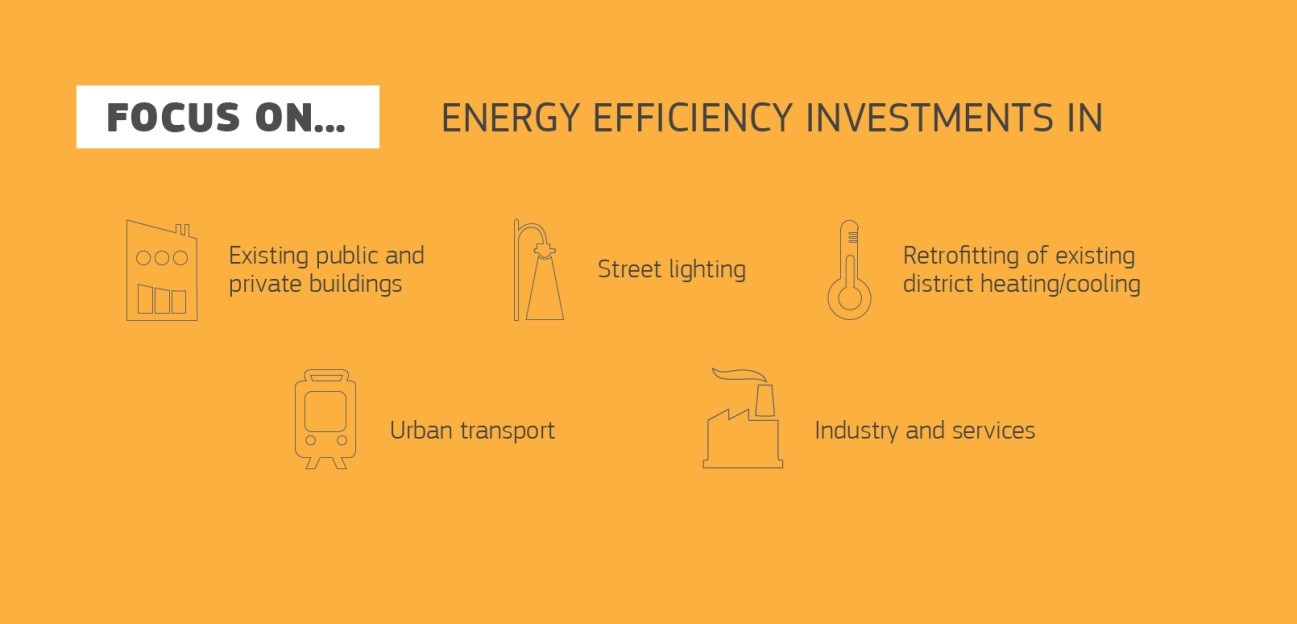 FOCUS ON...
ENERGY EFFICIENCY INVESTMENTS IN
Existing public and
private buildings
Street lighting
Retrofitting of existing
district heating/cooling
Urban transport
Industry and services